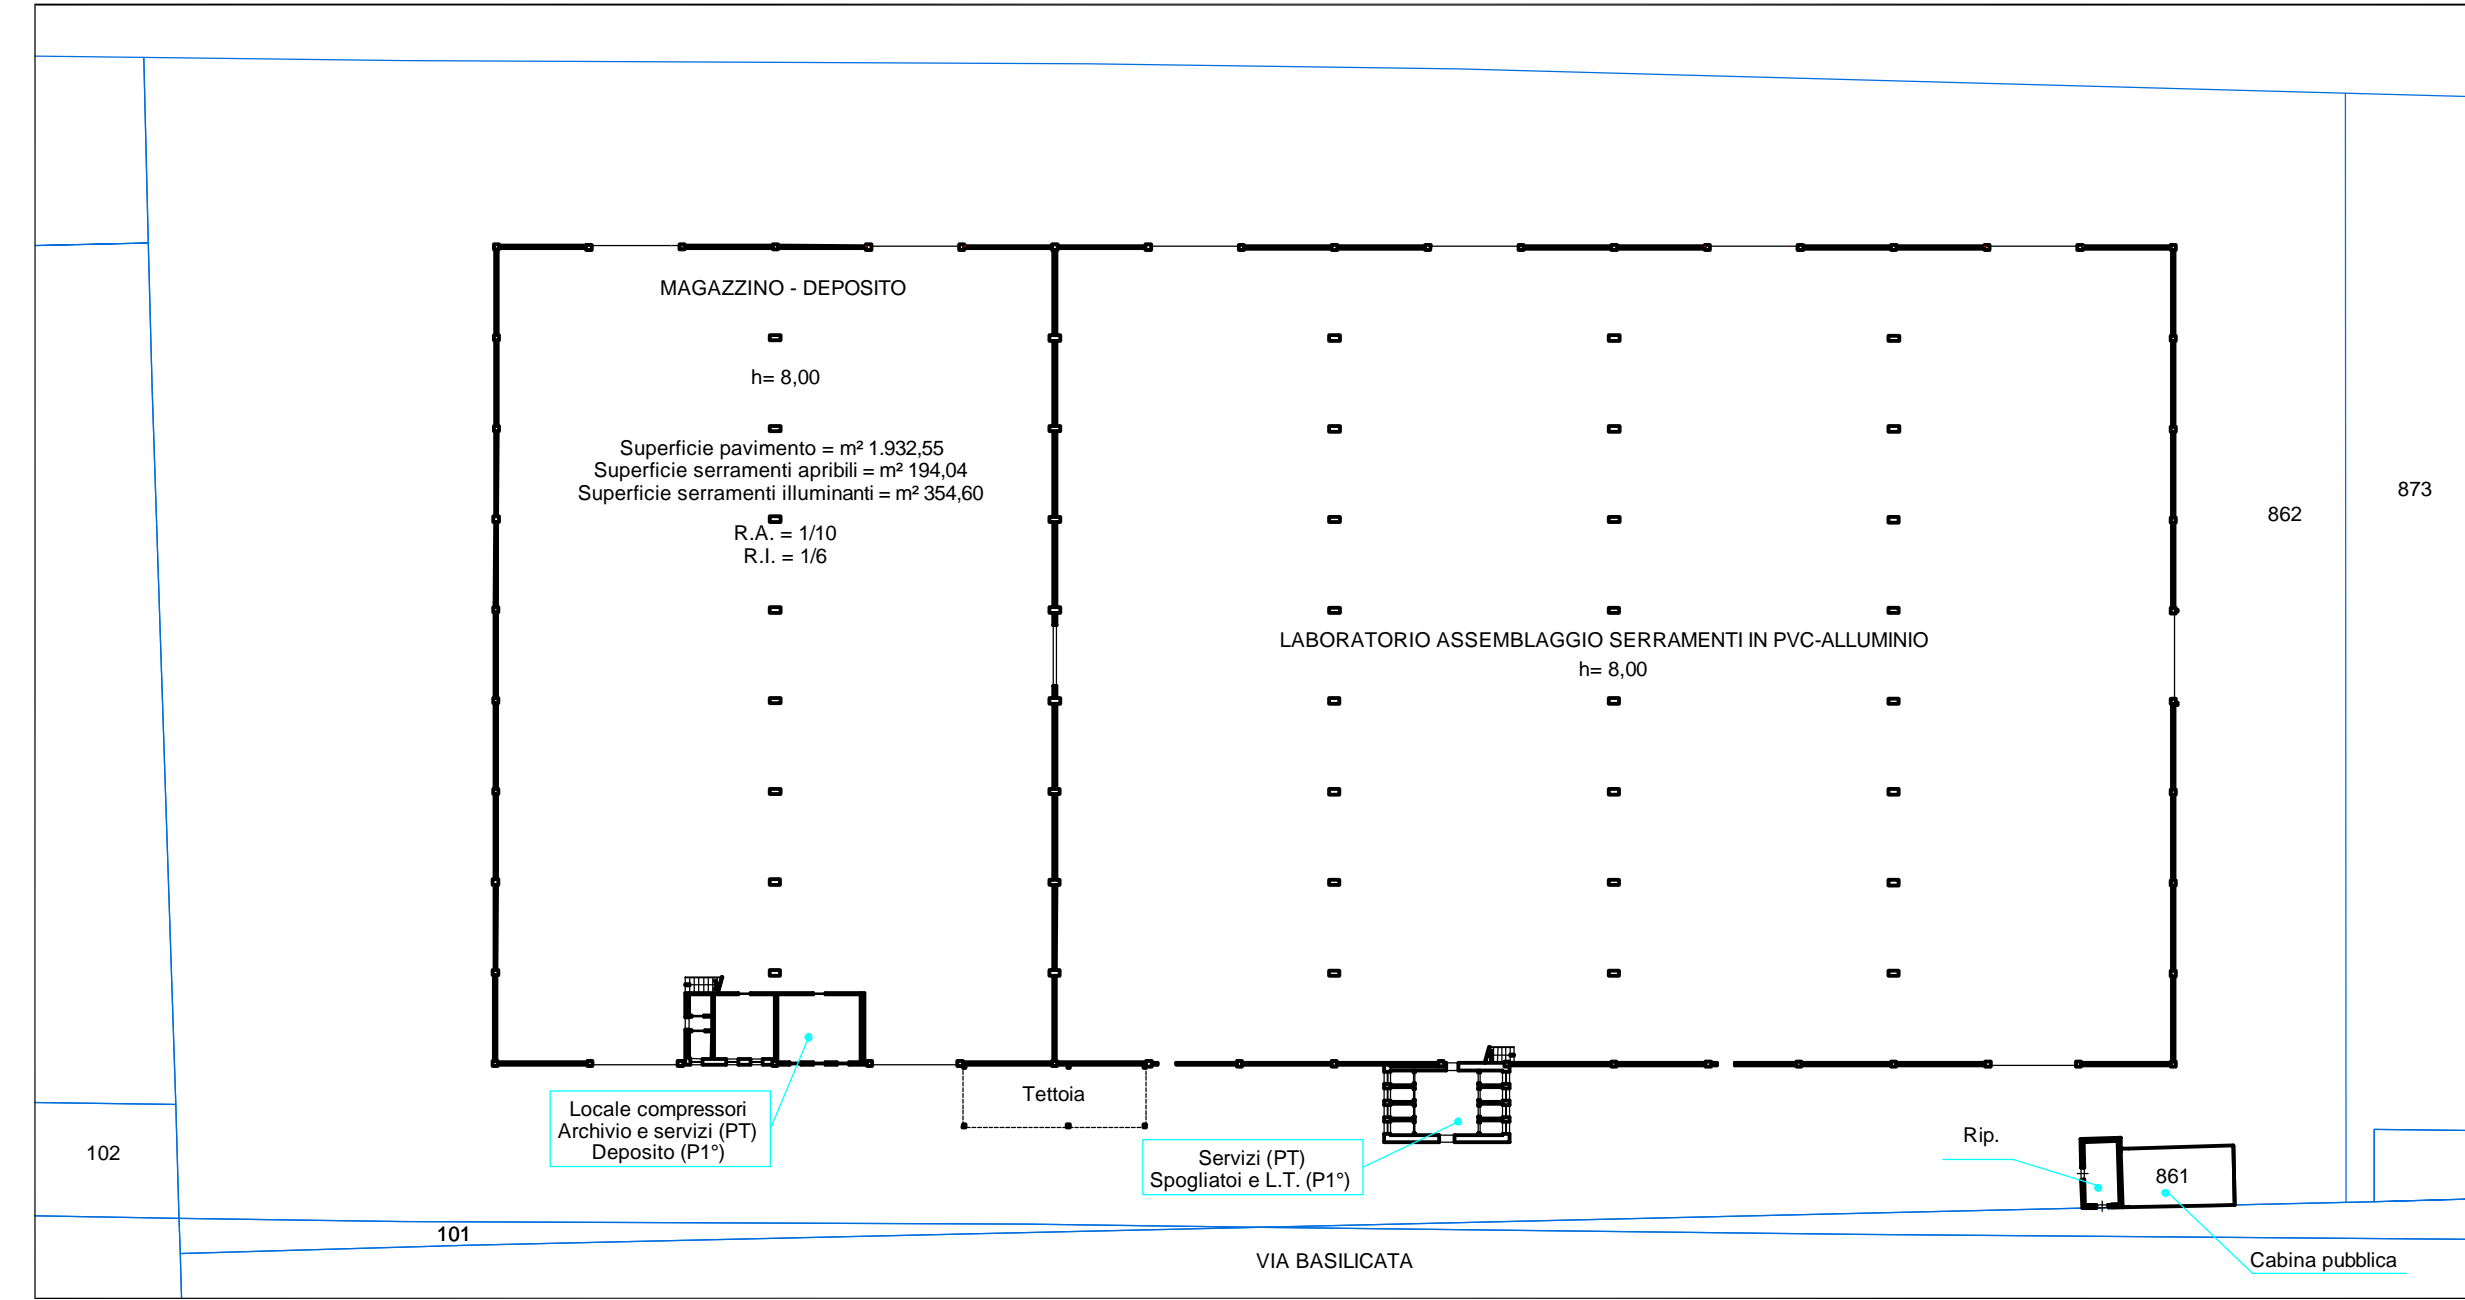 MAGAZZINO - DEPOSITO
h= 8,00
Superficie pavimento = m² 1.932,55
Superficie serramenti apribili = m² 194,04
Superficie serramenti illuminanti = m² 354,60
R.A. = 1/10
R.I. = 1/6
LABORATORIO ASSEMBLAGGIO SERRAMENTI IN PVC-ALLUMINIO
h= 8,00
862
873
Tettoia
Locale compressori
Archivio e servizi (PT)
Deposito (P1°)
Servizi (PT)
Spogliatoi e L.T. (P1°)
Rip.
861
102
101
VIA BASILICATA
Cabina pubblica